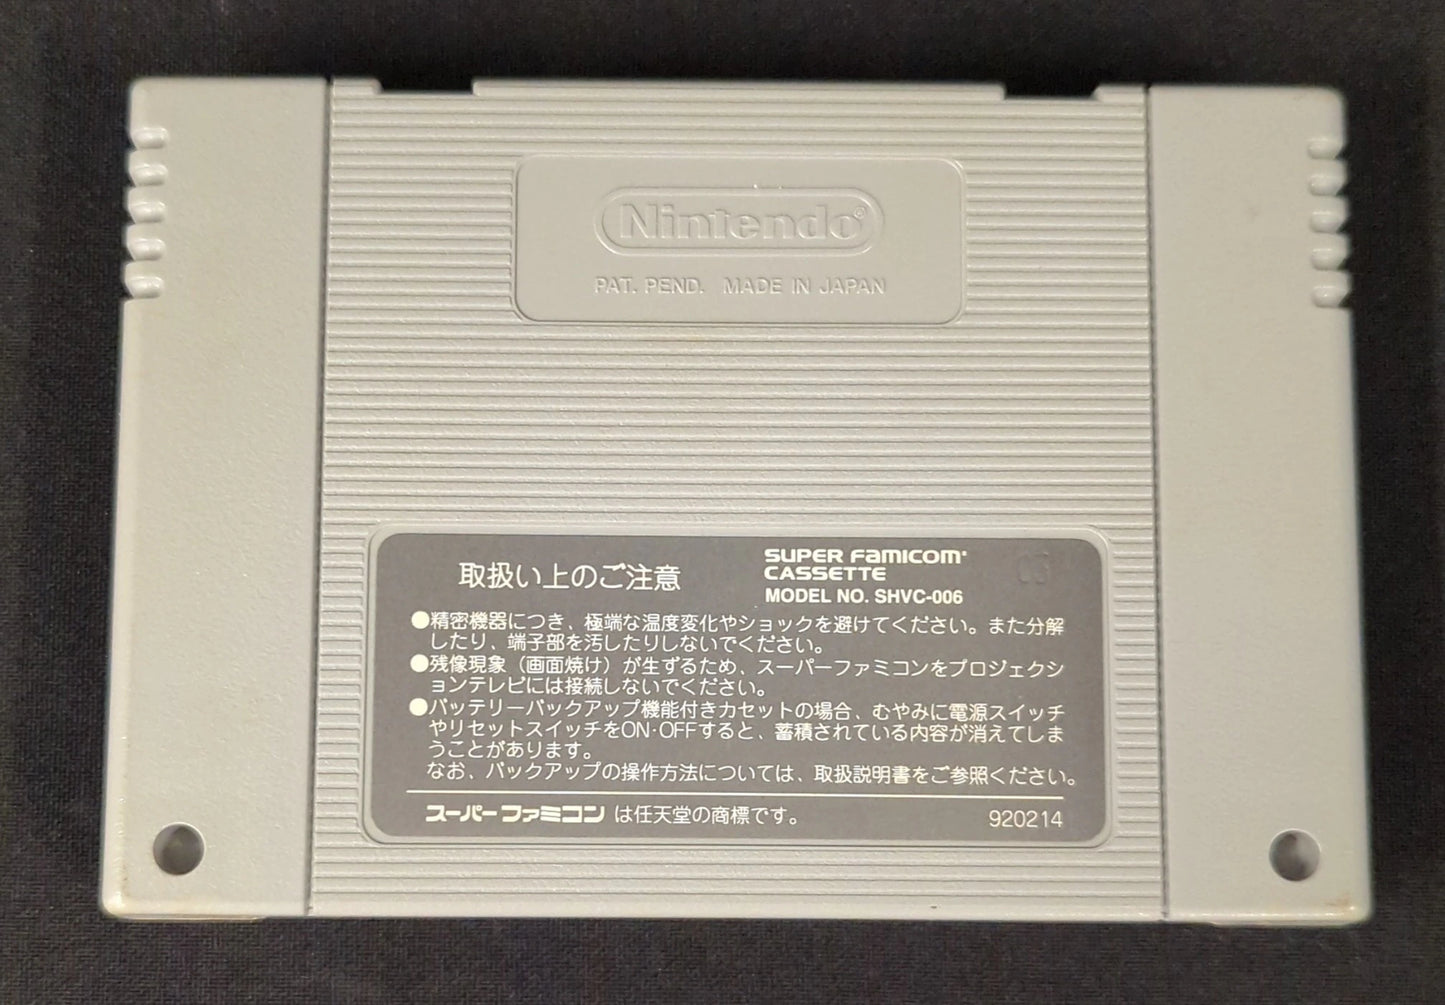 Nintendo®
PAT. PEND. MADE IN JAPAN
取扱い上のご注意
SUPER FAMICOM
CASSETTE
MODEL NO. SHVC-006
●精密機器につき、極端な温度変化やショックを避けてください。また分解
したり、端子部を汚したりしないでください。
●残像現象（画面焼け）が生ずるため、スーパーファミコンをプロジェクシ
ョンテレビには接続しないでください。
●バッテリーバックアップ機能付きカセットの場合、むやみに電源スイッチ
やリセットスイッチをON·OFFすると、蓄積されている内容が消えてしま
うことがあります。
なお、バックアップの操作方法については、取扱説明書をご参照ください。
スーパーファミコン は任天堂の商標です。
920214